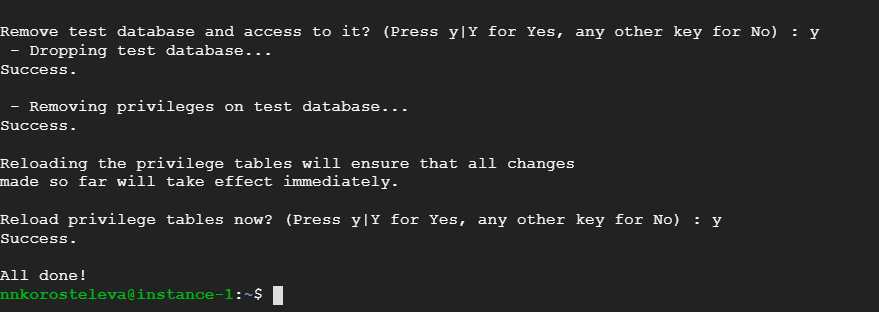 Remove test database and access to it? (Press y|Y for Yes, any other key for No) : y
 - Dropping test database...
Success.
 - Removing privileges on test database...
Success.
Reloading the privilege tables will ensure that all changes
made so far will take effect immediately.
Reload privilege tables now? (Press y|Y for Yes, any other key for No) : y
Success.
All done!
nnkorosteleva@instance-1:~$